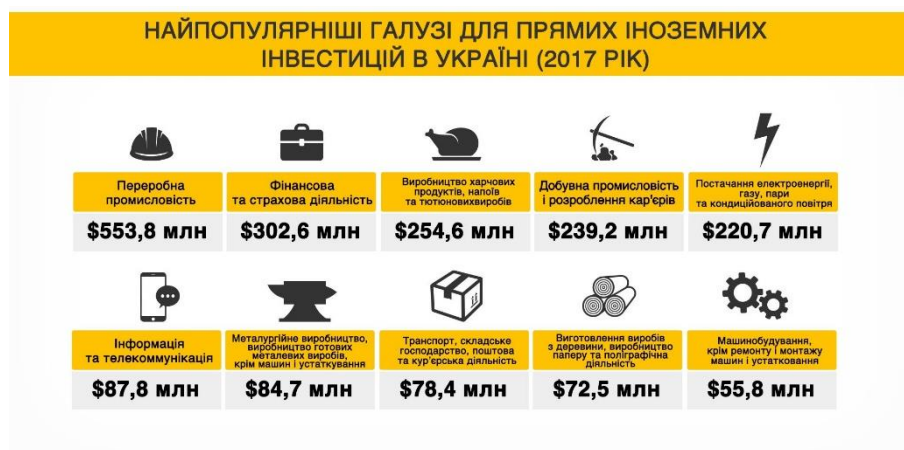 НАЙПОПУЛЯРНІШІ ГАЛУЗІ ДЛЯ ПРЯМИХ ІНОЗЕМНИХ
ІНВЕСТИЦІЙ В УКРАЇНІ (2017 РІК)
Переробна
промисловість
$553,8 млн
Фінансова
та страхова діяльність
$302,6 млн
Виробництво харчових
продуктів, напоїв
та тютюновихвиробів
$254,6 млн
Добувна промисловість
і розроблення кар'єрів
$239,2 млн
Постачання електроенергії,
газу, пари
та кондиційованого повітря
$220,7 млн
Інформація
та телекоммунікація
$87,8 млн
Металургійне виробництво,
виробництво готових
металевих виробів,
крім машин і устаткування
$84,7 млн
Транспорт, складське
господарство, поштова
та кур'єрська діяльність
$78,4 млн
Виготовлення виробів
з деревини, виробництво
паперу та поліграфічна
діяльність
$72,5 млн
Машинобудування,
крім ремонту і монтажу
машин і устатковання
$55,8 млн